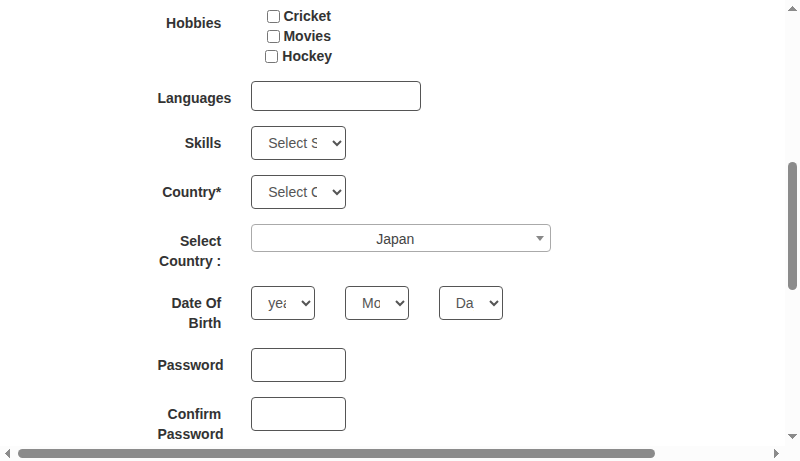 Hobbies
Cricket
Movies
Hockey
Languages
Skills
Select S
Country*
Select C
Select
Country :
Japan
Date Of
Birth
yea
Mo
Da
Password
Confirm
Password